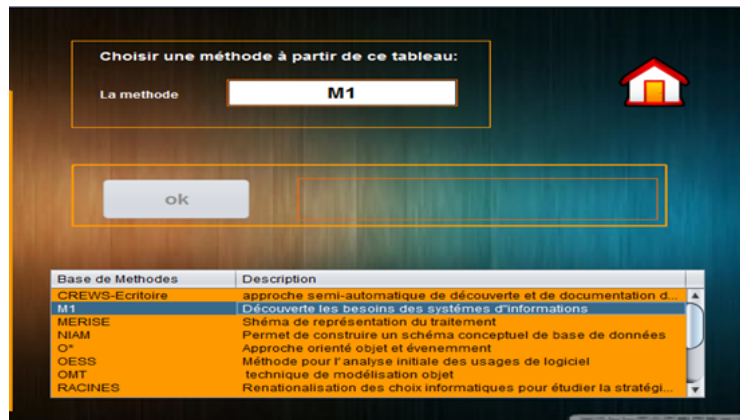 Choisir une méthode à partir de ce tableau:
La methode M1
ok
Base de Methodes Description
CREWS-Ecritoire approche semi-automatique de découverte et de documentation d...
M1 Découverte les besoins des systémes d"informations
MERISE Shéma de représentation du traitement
NIAM Permet de construire un schéma conceptuel de base de données
O* Approche orienté objet et évenemment
OESS Méthode pour l'analyse initiale des usages de logiciel
OMT technique de modélisation objet
RACINES Renationalisation des choix informatiques pour étudier la stratégi...